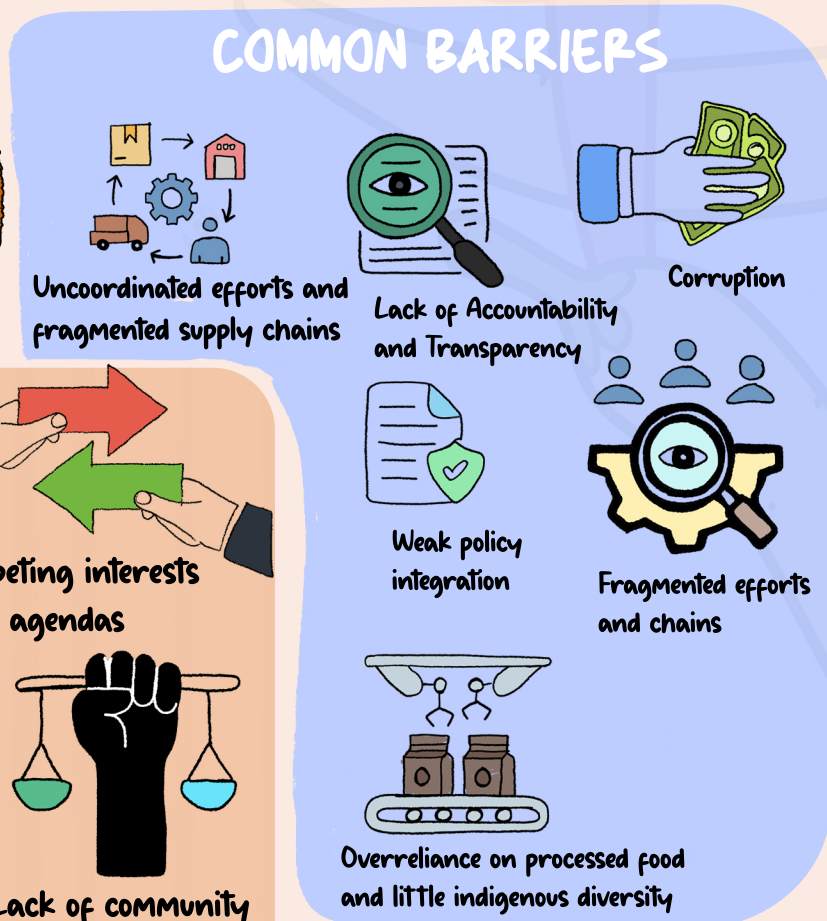 COMMON BARRIERS
Uncoordinated efforts and
fragmented supply chains
Lack of Accountability
and Transparency
Corruption
Weak policy
integration
Fragmented efforts
and chains
Overreliance on processed food
and little indigenous diversity
interests
agendas
Lack of community